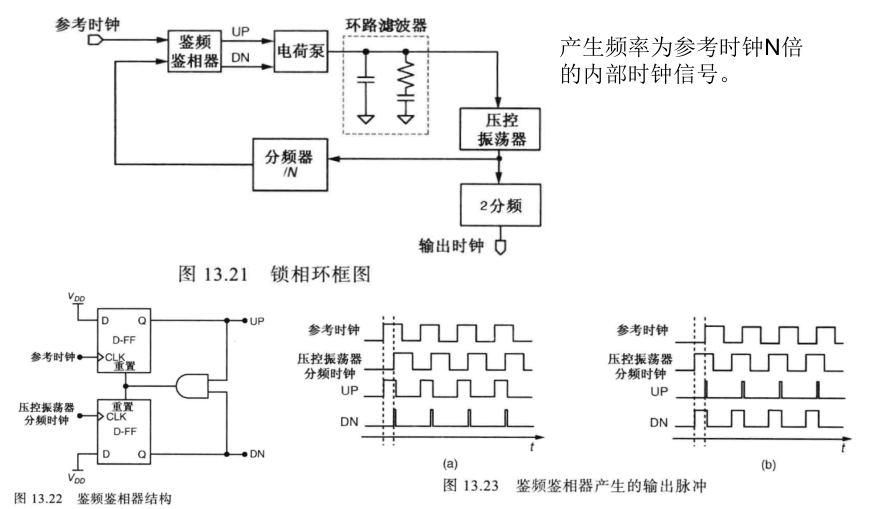 参考时钟
鉴频
鉴相器
UP
DN
电荷泵
环路滤波器
产生频率为参考时钟N倍
的内部时钟信号。
压控
振荡器
分频器
/N
2分频
输出时钟
图 13.21 锁相环框图
VDD
D
Q
D-FF
CLK
重置
UP
参考时钟
重置
压控振荡器
分频时钟
CLK
D-FF
D
Q
DN
VDD
图 13.22 鉴频鉴相器结构
参考时钟
压控振荡器
分频时钟
UP
DN
t
(a)
参考时钟
压控振荡器
分频时钟
UP
DN
t
(b)
图 13.23 鉴频鉴相器产生的输出脉冲